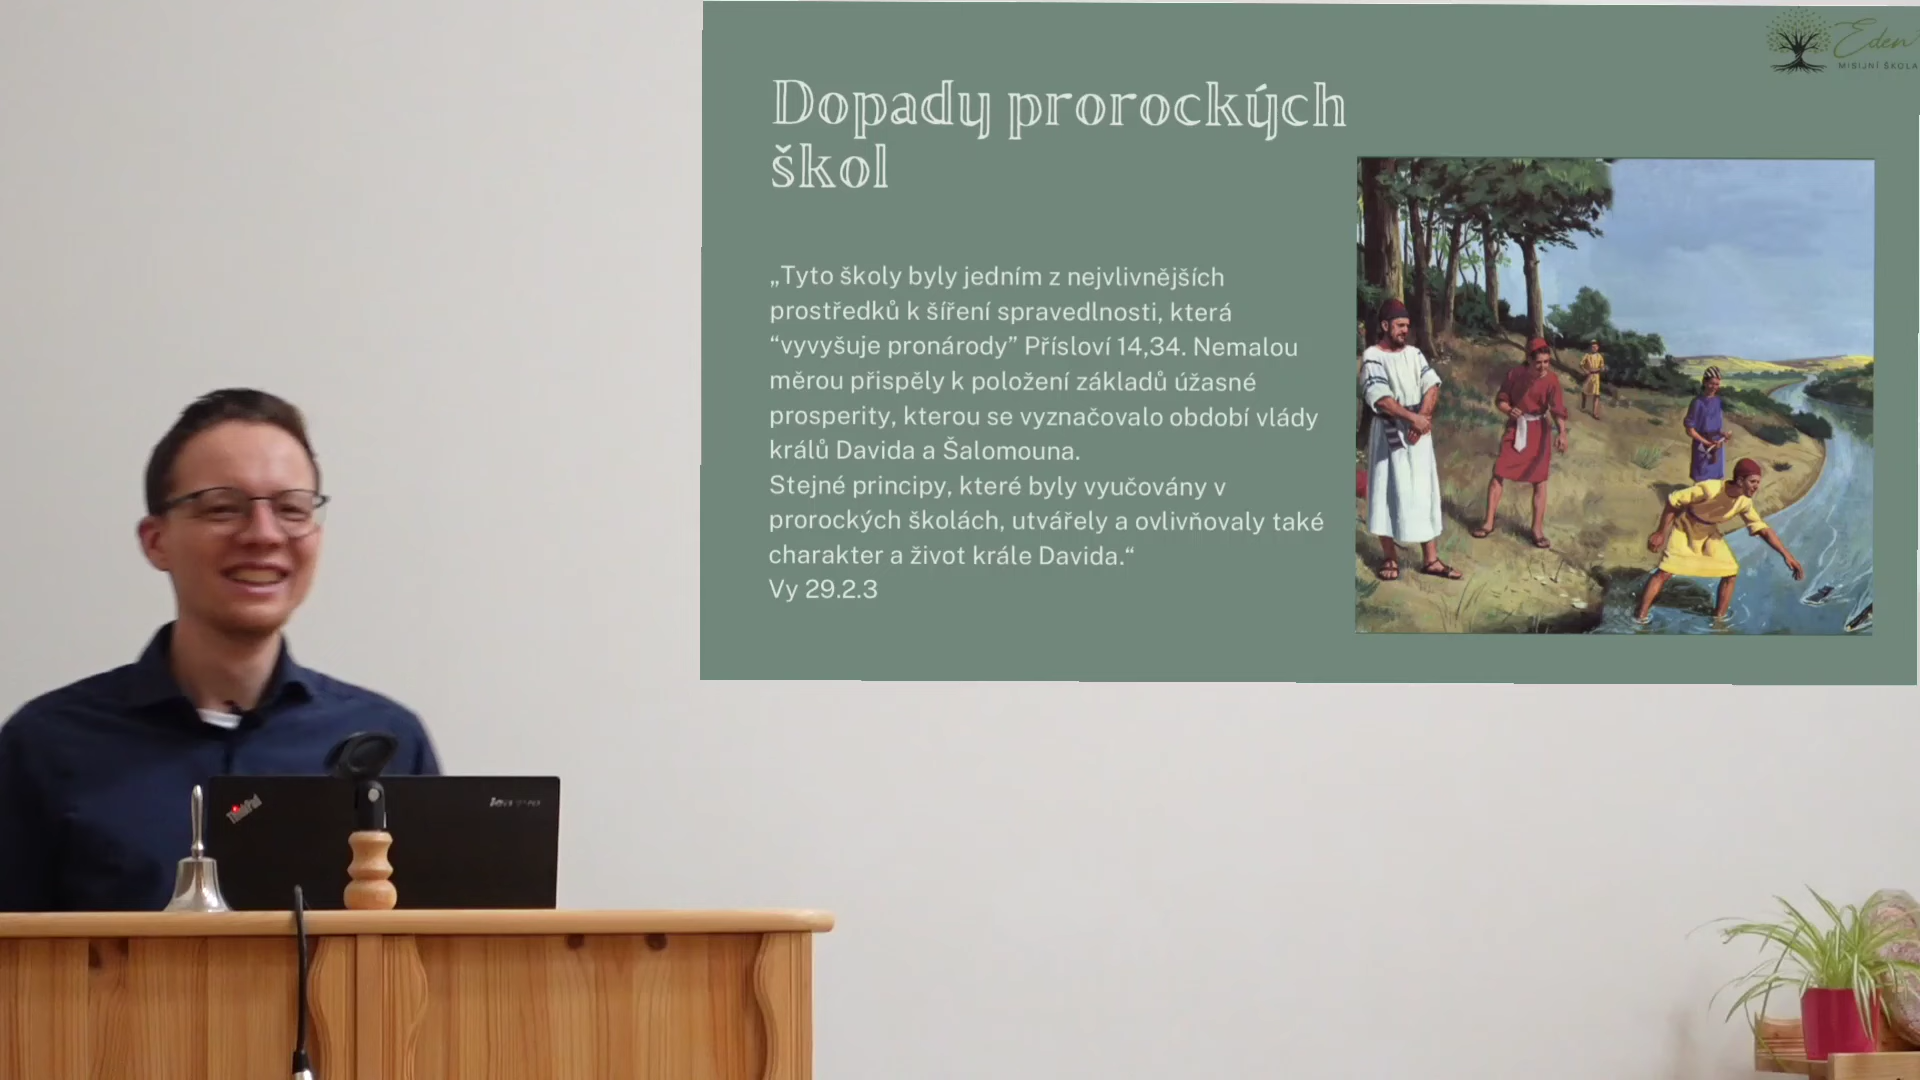 Eden
MISIJNÍ ŠKOLA
Dopady prorockých
škol
„Tyto školy byly jedním z nejvlivnějších
prostředků k šíření spravedlnosti, která
“vyvyšuje pronárody” Přísloví 14,34. Nemalou
měrou přispěly k položení základů úžasné
prosperity, kterou se vyznačovalo období vlády
králů Davida a Šalomouna.
Stejné principy, které byly vyučovány v
prorockých školách, utvářely a ovlivňovaly také
charakter a život krále Davida.“
Vy 29.2.3
ThinkPad